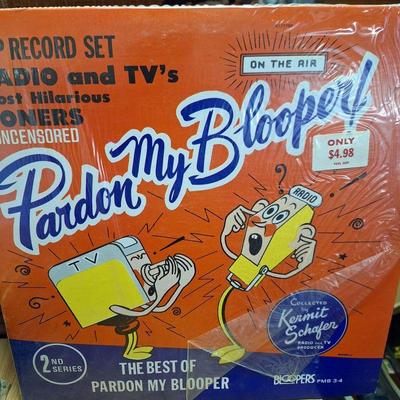 P RECORD SET
ADIO and TV's
ost Hilarious
ONERS
UNCENSORED
ON THE AIR
Pardon My Blooper!
ONLY
$4.98
RADIO
TV
COLLECTED
by
Kermit
Schafer
RADIO and TV
PRODUCER
2ND
SERIES
THE BEST OF
PARDON MY BLOOPER
BLOOPERS PMB 3-4